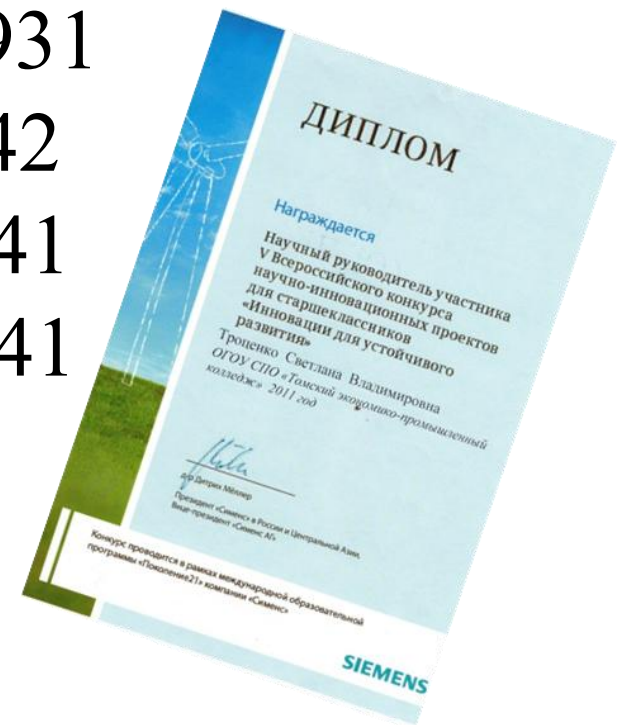 931
42
41
41
ДИПЛОМ
Награждается
Научный руководитель участника
V Всероссийского конкурса
научно-инновационных проектов
для старшеклассников
«Инновации для устойчивого
развития»
Троценко Светлана Владимировна
ОГОУ СПО «Томский экономико-промышленный
колледж» 2011 год
д-р Дитрих Мёллер
Президент «Сименс» в России и Центральной Азии,
Вице-президент «Сименс АГ»
Конкурс проводится в рамках международной образовательной
программы «Поколение21» компании «Сименс»
SIEMENS